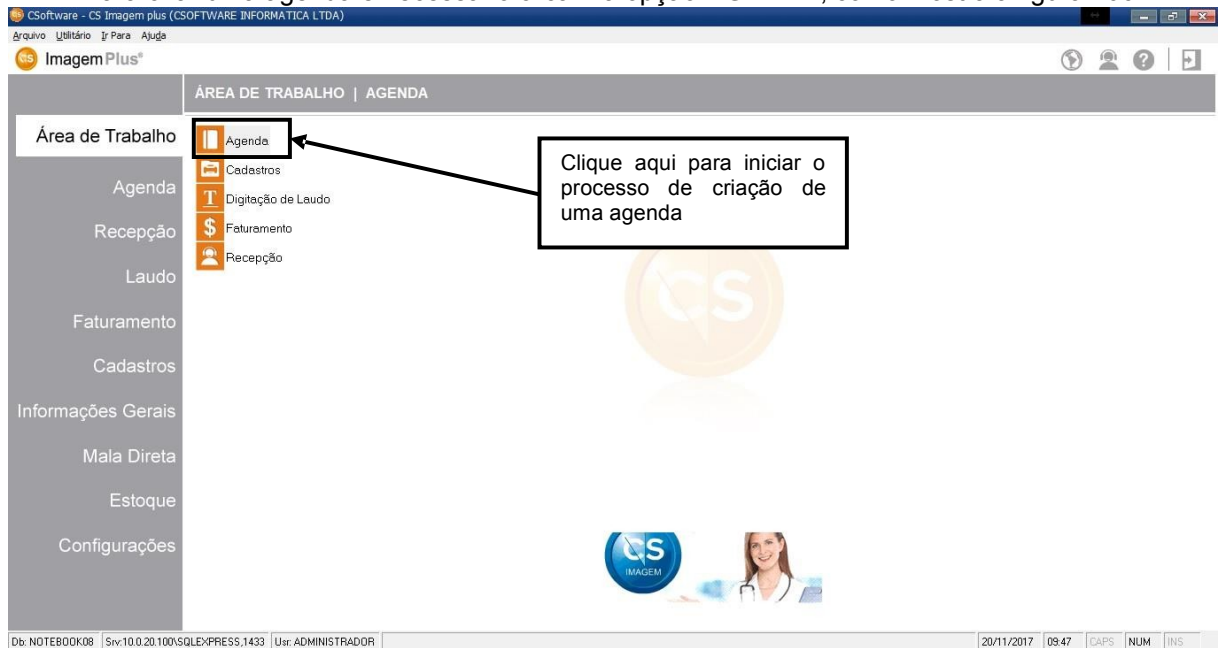 CSoftware - CS Imagem plus (CSOFTWARE INFORMATICA LTDA)
Arquivo Utilitário Ir Para Ajuda
cs ImagemPlus®
ÁREA DE TRABALHO | AGENDA
Área de Trabalho
Agenda
Recepção
Laudo
Faturamento
Cadastros
Informações Gerais
Mala Direta
Estoque
Configurações
Agenda
Cadastros
Digitação de Laudo
Faturamento
Recepção
Clique aqui para iniciar o
processo de criação de
uma agenda
CS
CS
IMAGEM
Db: NOTEBOOK08 Srv:10.0.20.100\SQLEXPRESS,1433 Usr: ADMINISTRADOR 20/11/2017 09:47 CAPS NUM INS